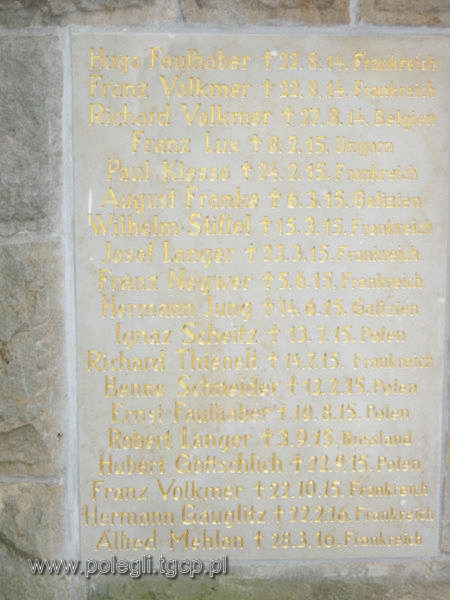 Hugo Faulhaber † 22.8.14. Frankreich
Franz Volkmer † 22.8.14. Frankreich
Richard Volkmer † 27.8.14. Belgien
Franz Lux † 8.2.15. Ungarn
Paul Klesse † 24.2.15. Frankreich
August Franke † 6.3.15. Galizien
Wilhelm Stiffel † 15.3.15. Frankreich
Josef Langer † 23.3.15. Frankreich
Franz Negwer † 5.6.15. Frankreich
Hermann Jung † 14.6.15. Galizien
Ignaz Scheitz † 13.7.15. Polen
Richard Thienelt † 14.7.15. Frankreich
Benno Schneider † 12.2.15. Polen
Ernst Faulhaber † 10.8.15. Polen
Robert Langer † 3.9.15. Russland
Hubert Göttschlich † 22.9.15. Polen
Franz Volkmer † 22.10.15. Frankreich
Hermann Gauglitz † 22.2.16. Frankreich
Alfred Mehlan † 28.3.16. Frankreich
www.polegli.tgcp.pl